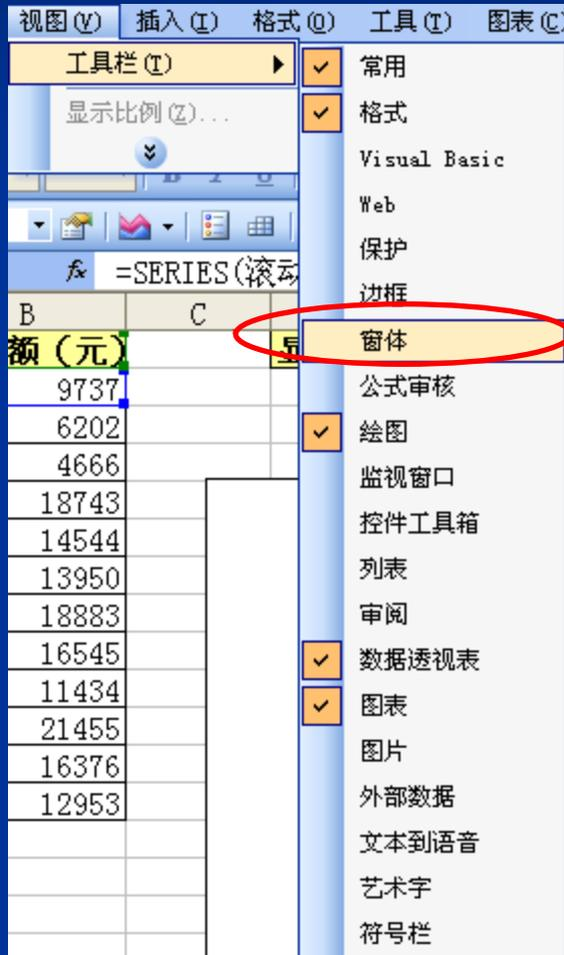 视图(V) 插入(I) 格式(O) 工具(T) 图表(C)
工具栏(T)
显示比例(Z)...
常用
格式
Visual Basic
Web
保护
边框
窗体
公式审核
绘图
监视窗口
控件工具箱
列表
审阅
数据透视表
图表
图片
外部数据
文本到语音
艺术字
符号栏
B I U
fx =SERIES(滚动
B C
额（元）
9737
6202
4666
18743
14544
13950
18883
16545
11434
21455
16376
12953